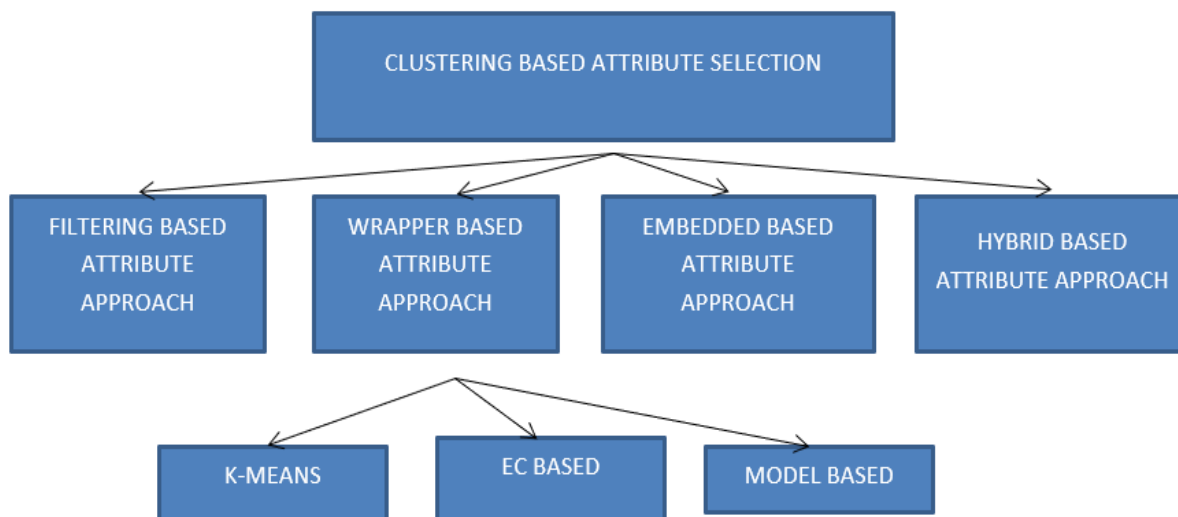 CLUSTERING BASED ATTRIBUTE SELECTION
FILTERING BASED
ATTRIBUTE
APPROACH
WRAPPER BASED
ATTRIBUTE
APPROACH
EMBEDDED BASED
ATTRIBUTE
APPROACH
HYBRID BASED
ATTRIBUTE APPROACH
K-MEANS
EC BASED
MODEL BASED